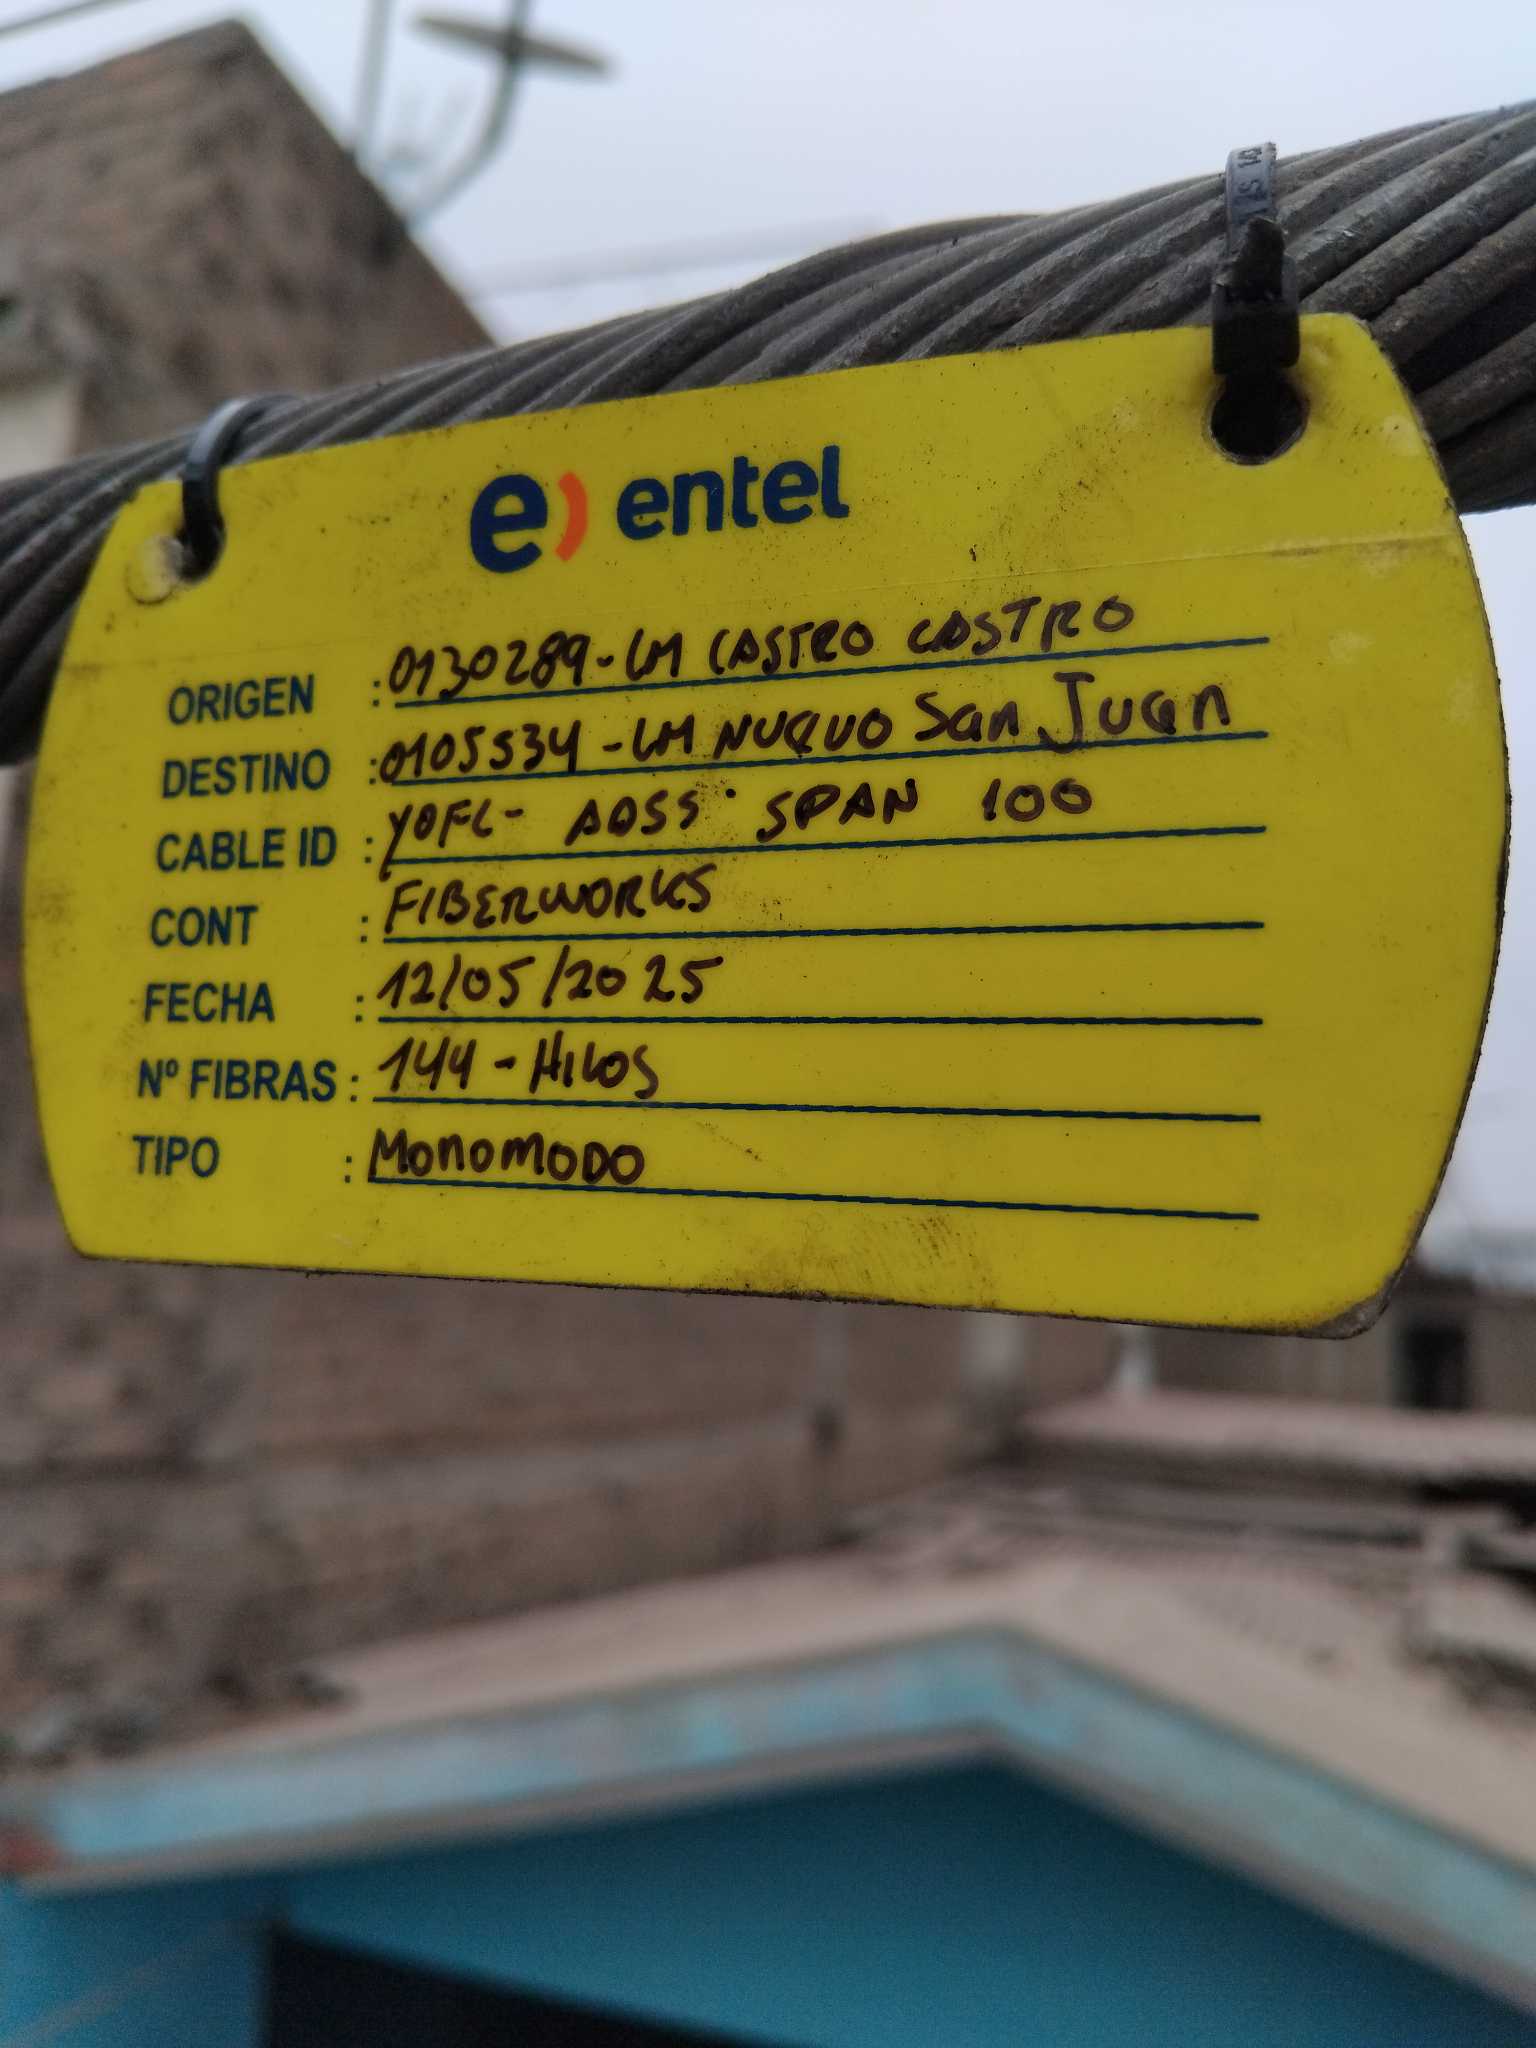 e) entel
ORIGEN : 0130289-LM CASTRO CASTRO
DESTINO : 0105534-LM NUEVO San Juan
CABLE ID : YOFC- ADSS SPAN 100
CONT : FIBERWORKS
FECHA : 12/05/2025
Nº FIBRAS : 144-Hilos
TIPO : MONOMODO